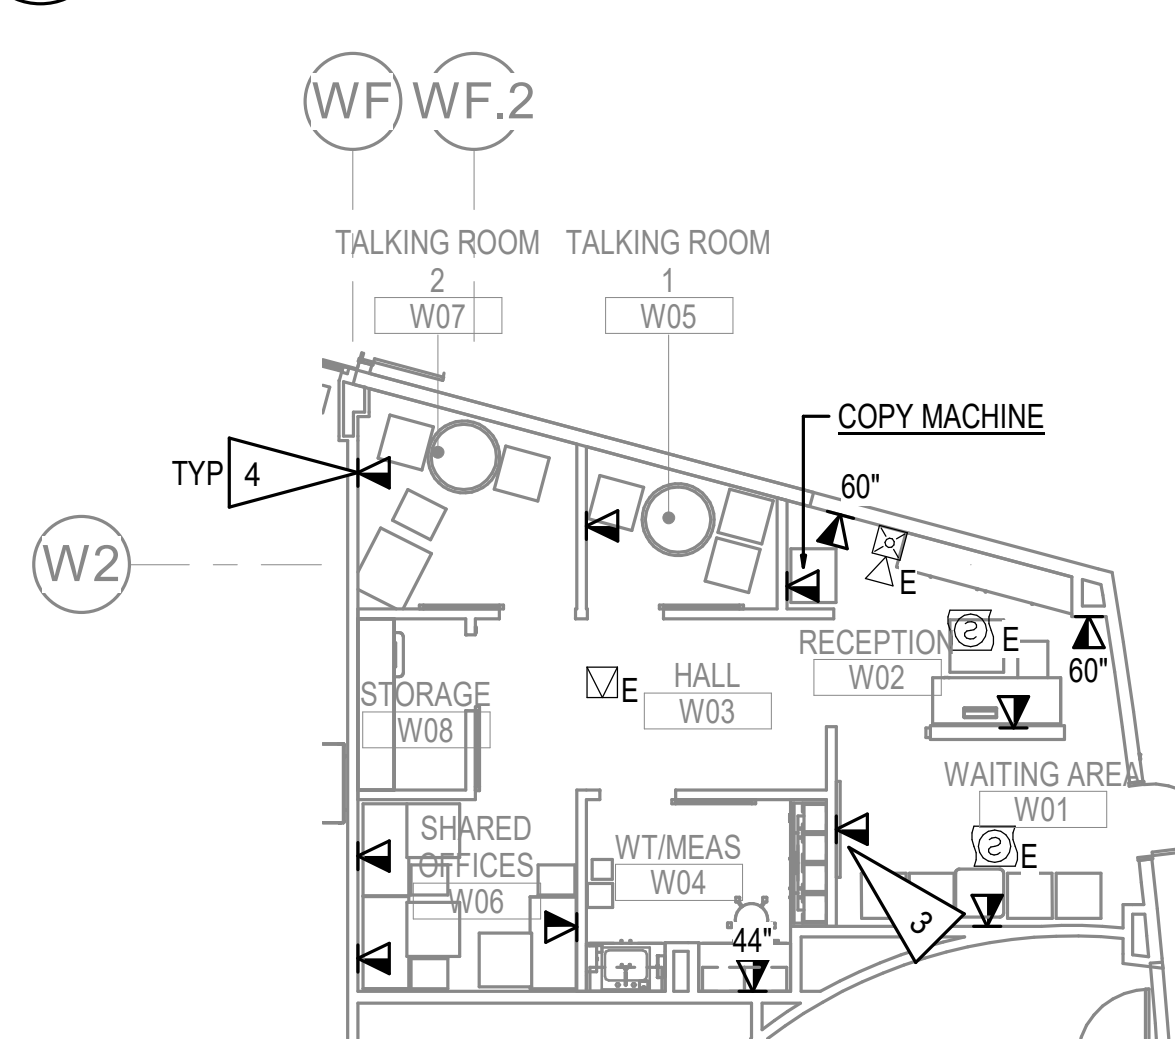 WF WF.2
TALKING ROOM
2
W07
TALKING ROOM
1
W05
COPY MACHINE
60"
TYP 4
E
W2
E
60"
RECEPTION
W02
HALL
W03
E
STORAGE
W08
WAITING AREA
W01
S
E
S
SHARED
OFFICES
W06
WT/MEAS
W04
44"
3